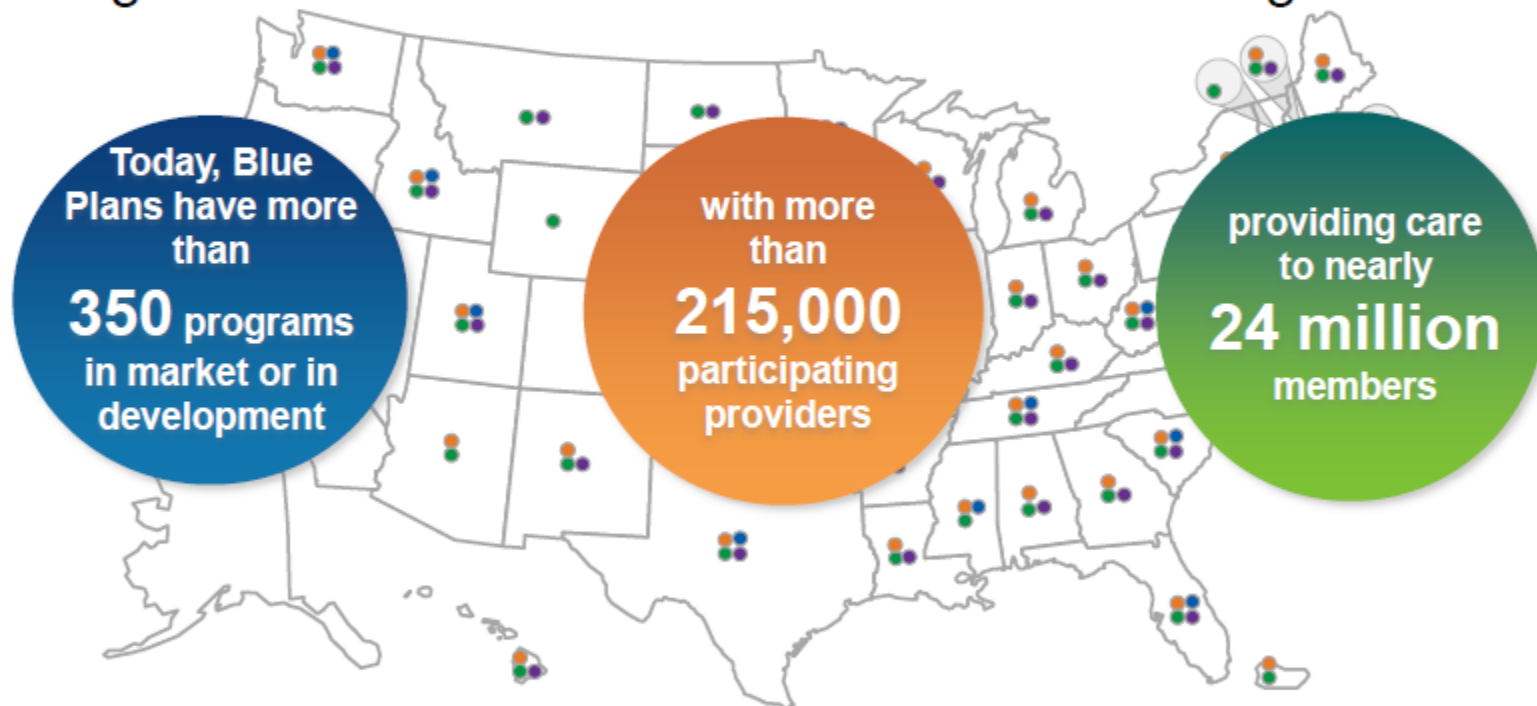 Today, Blue
Plans have more
than
350 programs
in market or in
development
with more
than
215,000
participating
providers
providing care
to nearly
24 million
members